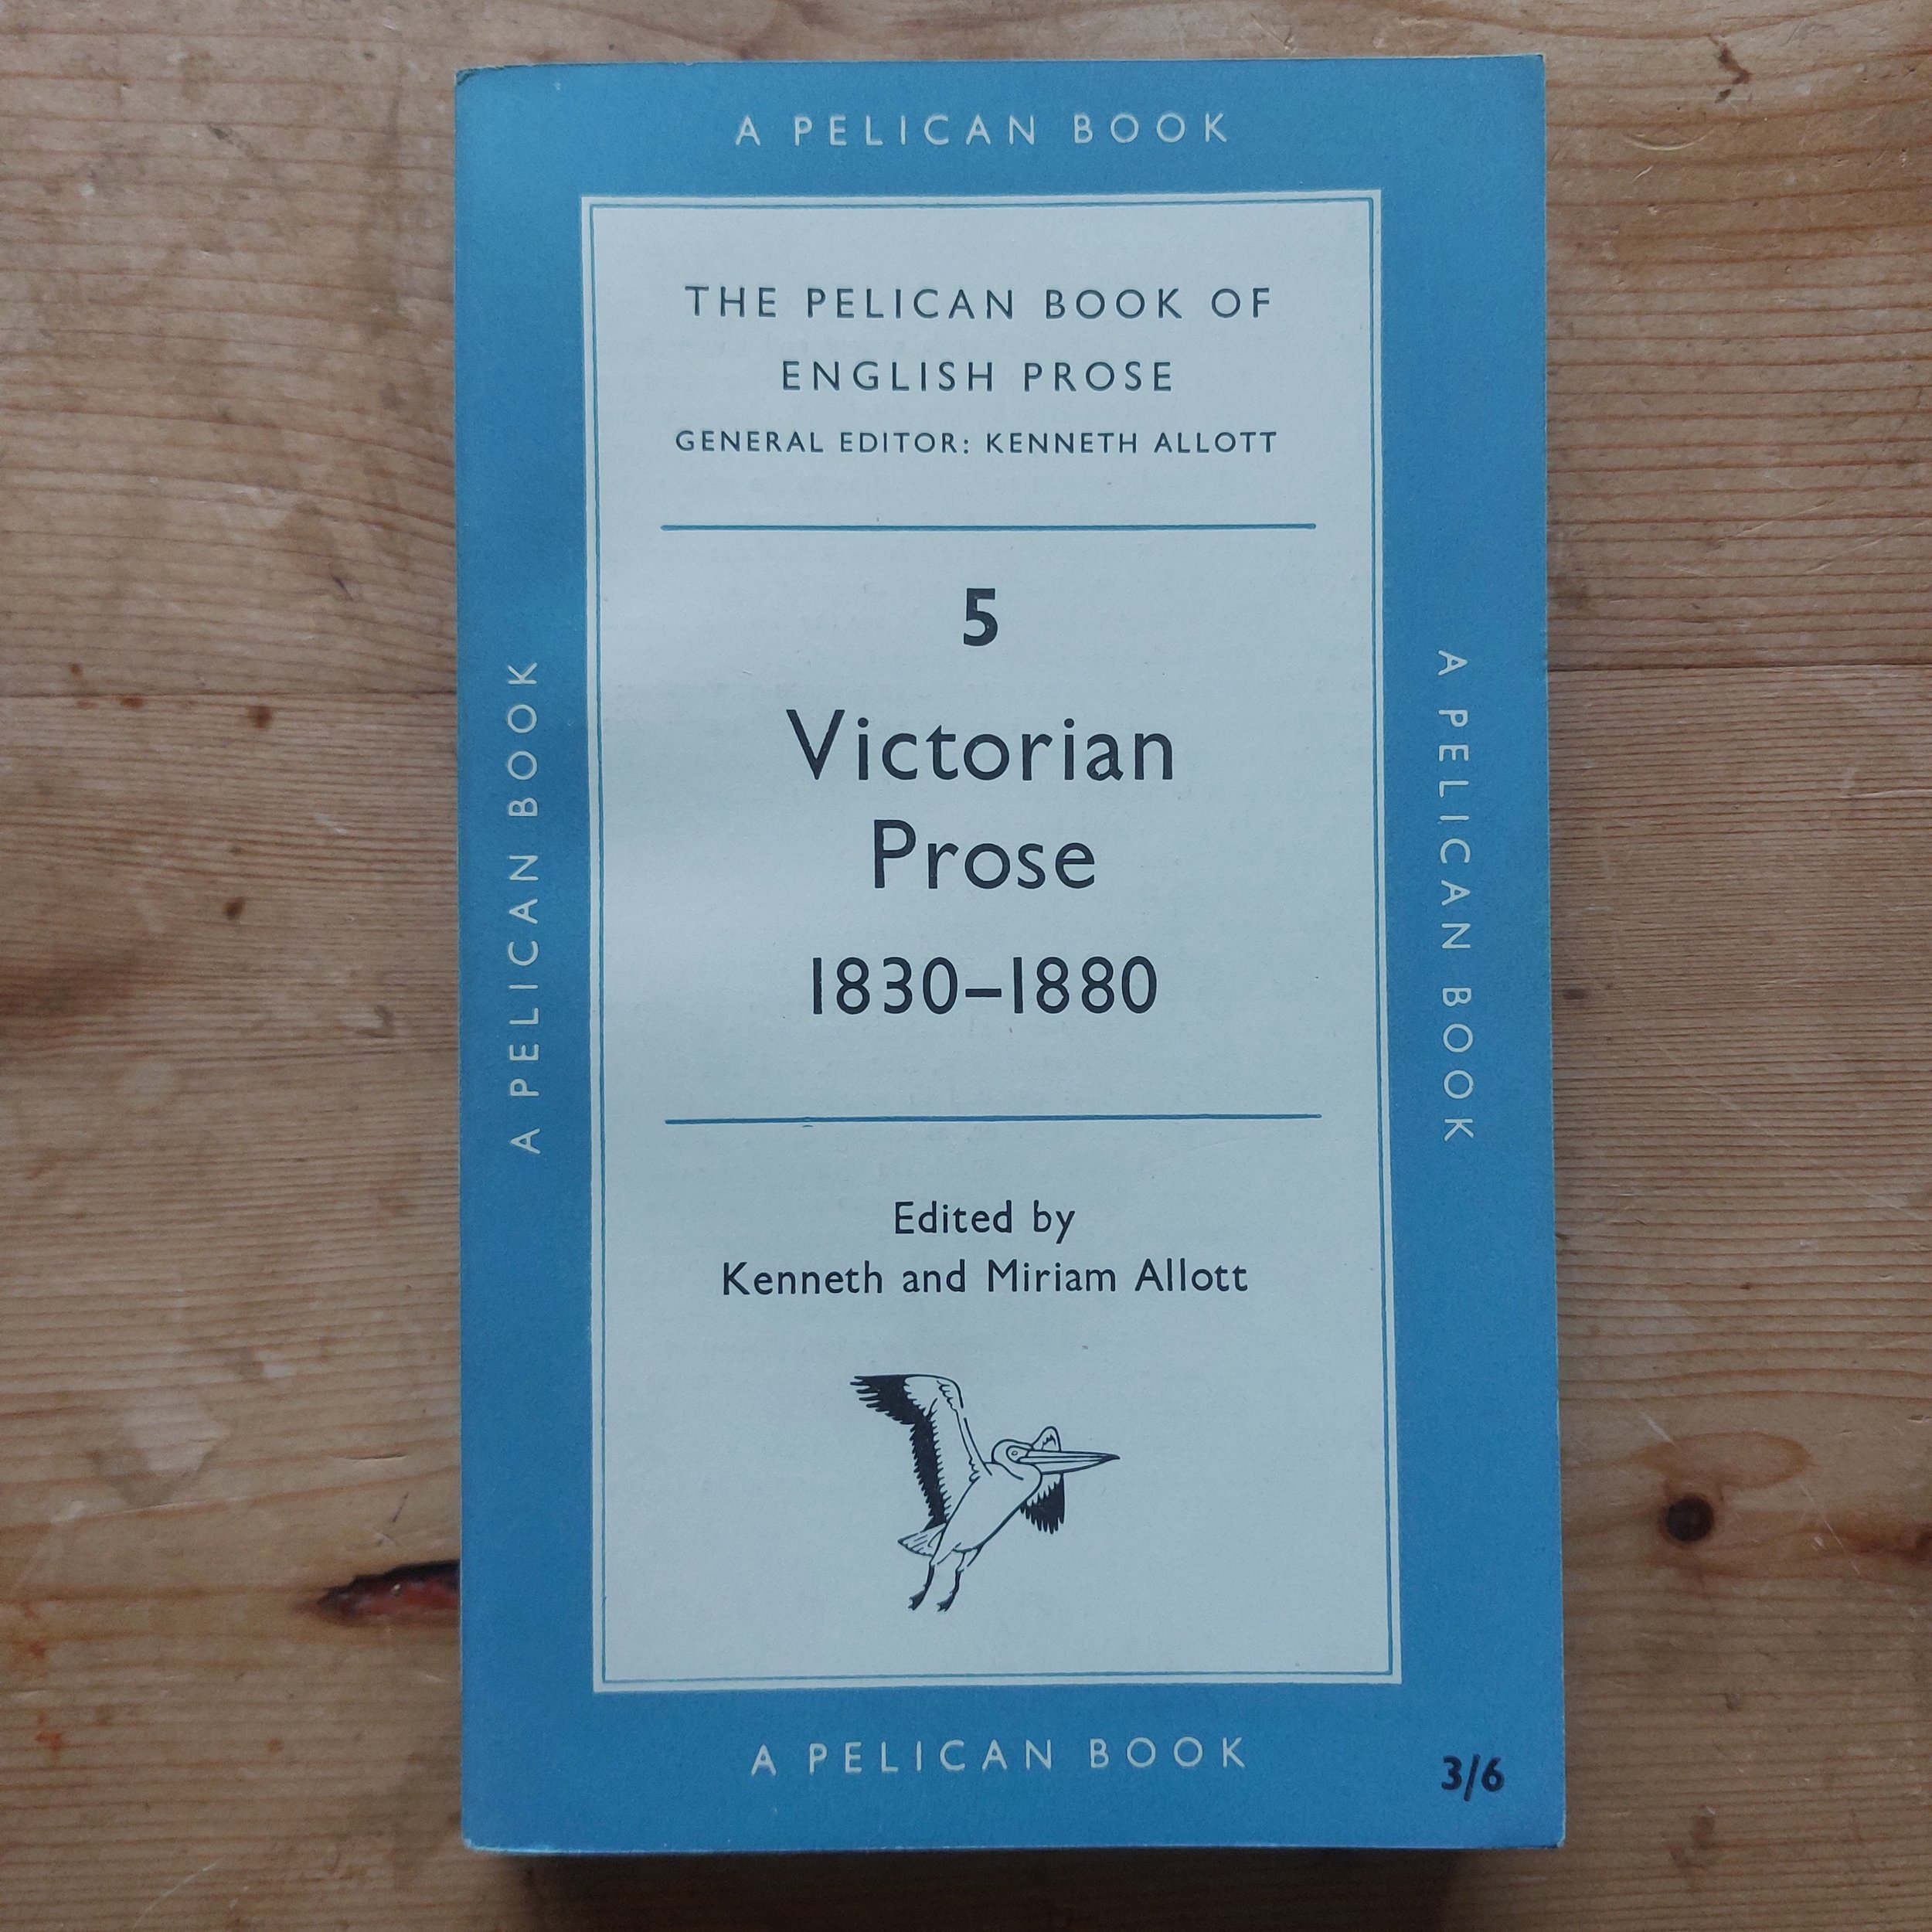 A PELICAN BOOK
THE PELICAN BOOK OF
ENGLISH PROSE
GENERAL EDITOR: KENNETH ALLOTT
5
Victorian
Prose
1830–1880
Edited by
Kenneth and Miriam Allott
A PELICAN BOOK
A PELICAN BOOK
A PELICAN BOOK
3/6